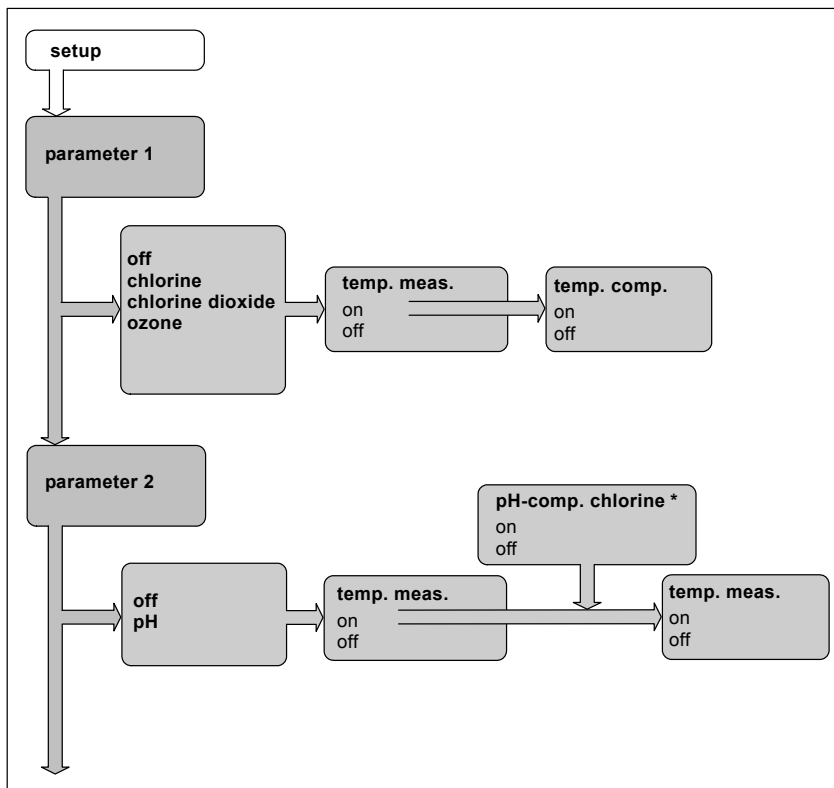 setup
parameter 1
off
chlorine
chlorine dioxide
ozone
temp. meas.
on
off
temp. comp.
on
off
parameter 2
pH-comp. chlorine *
on
off
off
pH
temp. meas.
on
off
temp. meas.
on
off